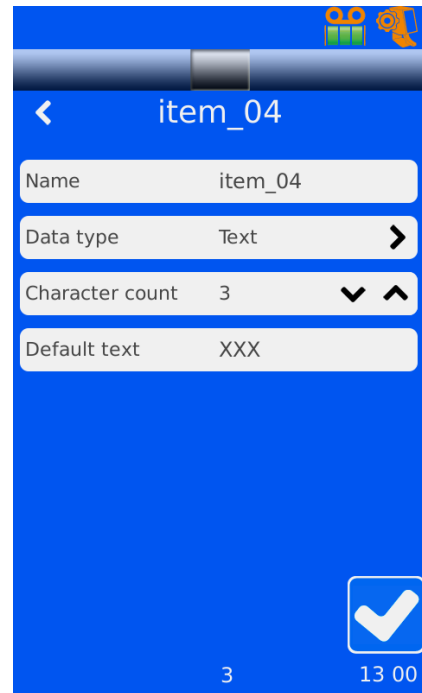 item_04
Name item_04
Data type Text
Character count 3
Default text XXX
3 13 00